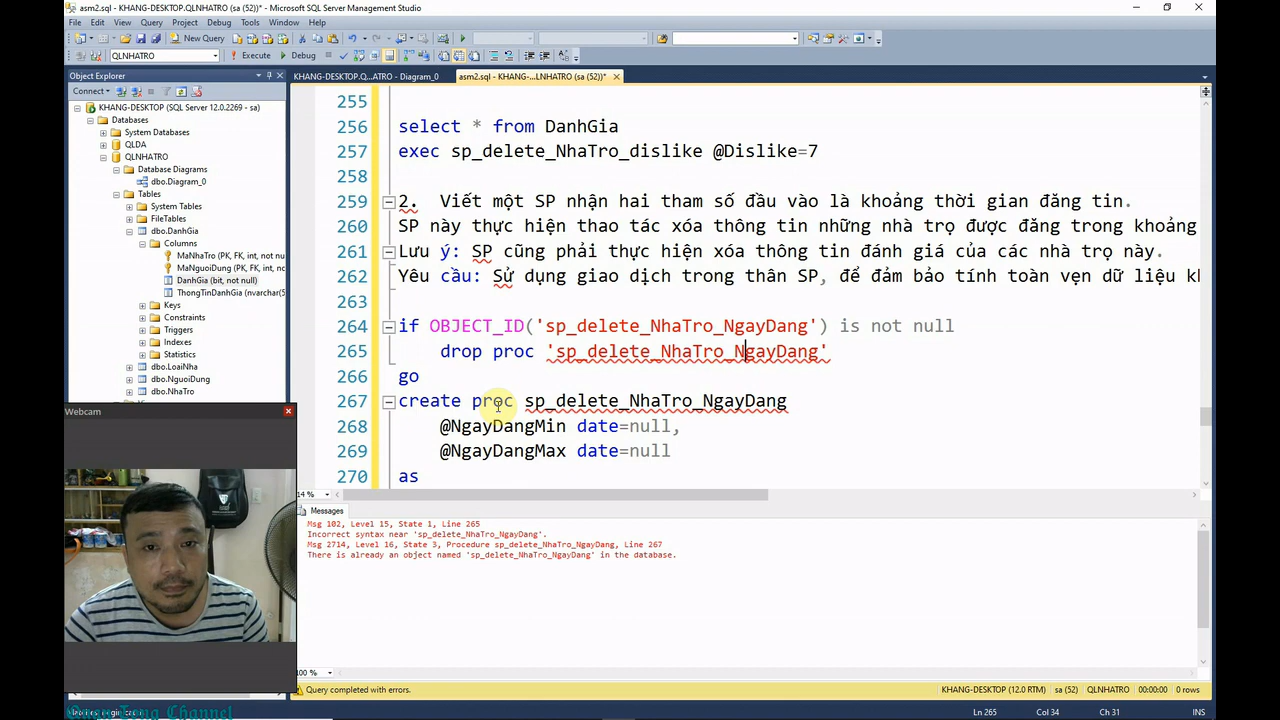 asm2.sql - KHANG-DESKTOP.QLNHATRO (sa (52))* - Microsoft SQL Server Management Studio
File Edit View Query Project Debug Tools Window Help
New Query
QLNHATRO Execute Debug
Object Explorer
KHANG-DESKTOP.Q...ATRO - Diagram_0 asm2.sql - KHANG-...LNHATRO (sa (52))*
Connect
KHANG-DESKTOP (SQL Server 12.0.2269 - sa)
Databases
System Databases
QLDA
QLNHATRO
Database Diagrams
dbo.Diagram_0
Tables
System Tables
FileTables
dbo.DanhGia
Columns
MaNhaTro (PK, FK, int, not nu
MaNguoiDung (PK, FK, int, n
DanhGia (bit, not null)
ThongTinDanhGia (nvarchar(5
Keys
Constraints
Triggers
Indexes
Statistics
dbo.LoaiNha
dbo.NguoiDung
dbo.NhaTro
255
256 select * from DanhGia
257 exec sp_delete_NhaTro_dislike @Dislike=7
258
259 2. Viết một SP nhận hai tham số đầu vào là khoảng thời gian đăng tin.
260 SP này thực hiện thao tác xóa thông tin những nhà trọ được đăng trong khoảng
261 Lưu ý: SP cũng phải thực hiện xóa thông tin đánh giá của các nhà trọ này.
262 Yêu cầu: Sử dụng giao dịch trong thân SP, để đảm bảo tính toàn vẹn dữ liệu kh
263
264 if OBJECT_ID('sp_delete_NhaTro_NgayDang') is not null
265 drop proc 'sp_delete_NhaTro_NgayDang'
266 go
267 create proc sp_delete_NhaTro_NgayDang
268 @NgayDangMin date=null,
269 @NgayDangMax date=null
270 as
14 %
Webcam
Messages
Msg 102, Level 15, State 1, Line 265
Incorrect syntax near 'sp_delete_NhaTro_NgayDang'.
Msg 2714, Level 16, State 3, Procedure sp_delete_NhaTro_NgayDang, Line 267
There is already an object named 'sp_delete_NhaTro_NgayDang' in the database.
100 %
Query completed with errors. KHANG-DESKTOP (12.0 RTM) sa (52) QLNHATRO 00:00:00 0 rows
Quan Long Channel
Ln 265 Col 34 Ch 31 INS